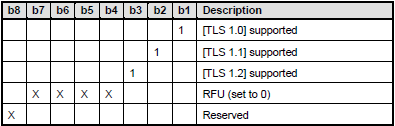 b8 b7 b6 b5 b4 b3 b2 b1 Description
1 [TLS 1.0] supported
1 [TLS 1.1] supported
1 [TLS 1.2] supported
X X X X RFU (set to 0)
X Reserved